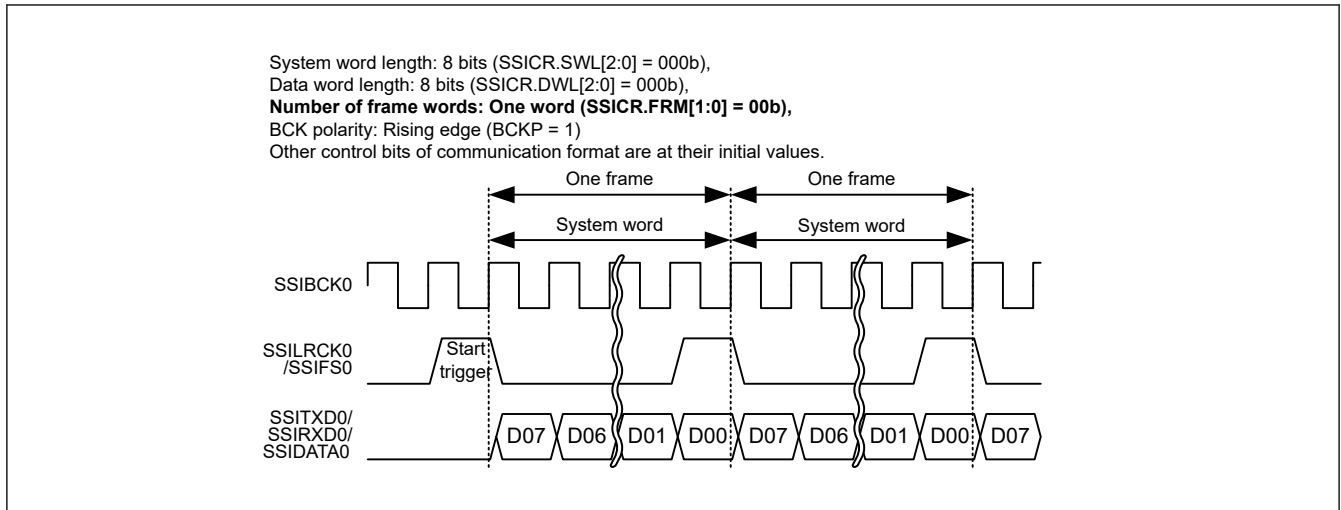 System word length: 8 bits (SSICR.SWL[2:0] = 000b),
Data word length: 8 bits (SSICR.DWL[2:0] = 000b),
Number of frame words: One word (SSICR.FRM[1:0] = 00b),
BCK polarity: Rising edge (BCKP = 1)
Other control bits of communication format are at their initial values.
One frame One frame
System word System word
SSIBCK0
SSILRCK0
/SSIFS0
Start
trigger
SSITXD0/
SSIRXD0/
SSIDATA0
D07 D06 D01 D00 D07 D06 D01 D00 D07